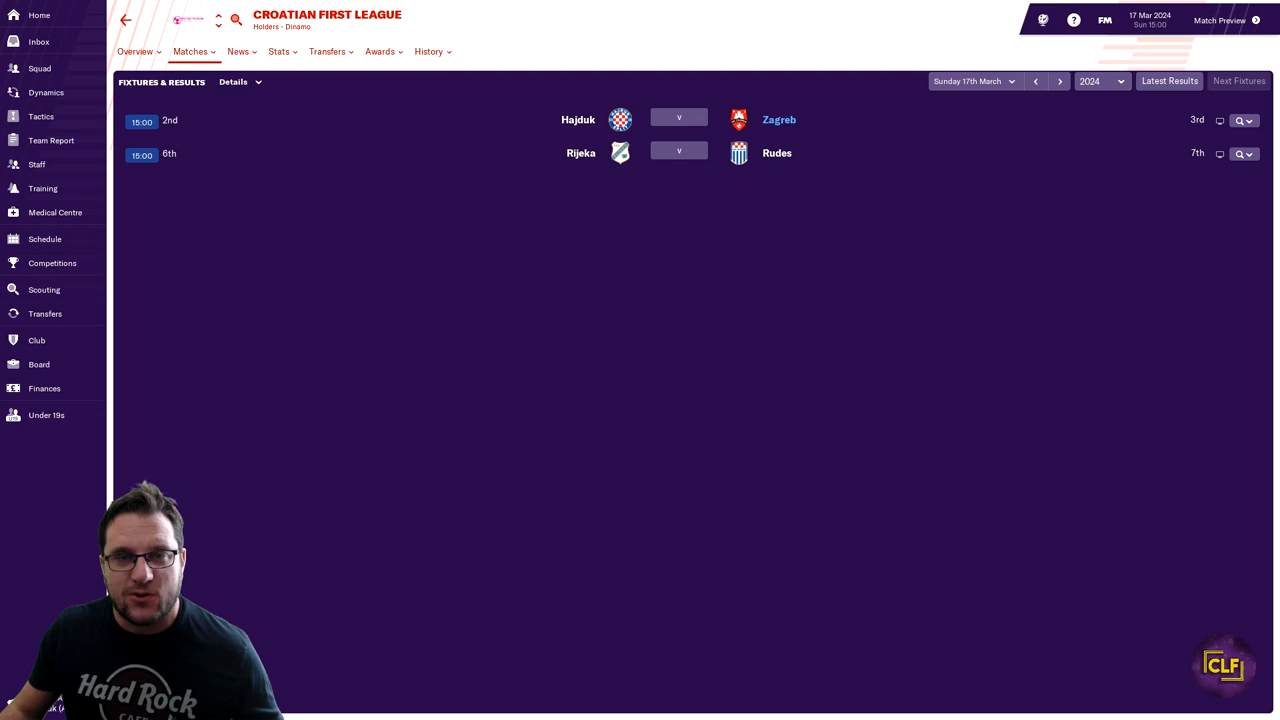 Home
Inbox
Squad
Dynamics
Tactics
Team Report
Staff
Training
Medical Centre
Schedule
Competitions
Scouting
Transfers
Club
Board
Finances
Under 19s
CROATIAN FIRST LEAGUE
Holders - Dinamo
Overview
Matches
News
Stats
Transfers
Awards
History
?
FM
17 Mar 2024
Sun 15:00
Match Preview
FIXTURES & RESULTS
Details
Sunday 17th March
2024
Latest Results
Next Fixtures
15:00 2nd Hajduk v Zagreb 3rd
15:00 6th Rijeka v Rudes 7th
Hard Rock
CAFE
CLF